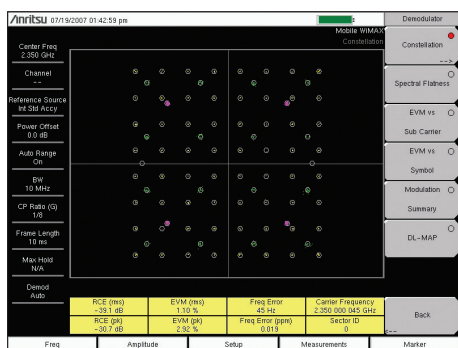 Anritsu 07/19/2007 01:42:59 pm
Mobile WiMAX
Constellation
Center Freq
2.350 GHz
Channel
--
Reference Source
Int Std Accy
Power Offset
0.0 dB
Auto Range
On
BW
10 MHz
CP Ratio (G)
1/8
Frame Length
10 ms
Max Hold
N/A
Demod
Auto
RCE (rms)
-39.1 dB
EVM (rms)
1.10 %
Freq Error
45 Hz
Carrier Frequency
2.350 000 045 GHz
RCE (pk)
-30.7 dB
EVM (pk)
2.92 %
Freq Error (ppm)
0.019
Sector ID
0
Demodulator
Constellation
-->
Spectral Flatness
EVM vs
Sub Carrier
EVM vs
Symbol
Modulation
Summary
DL-MAP
Back
<--
Freq
Amplitude
Setup
Measurements
Marker